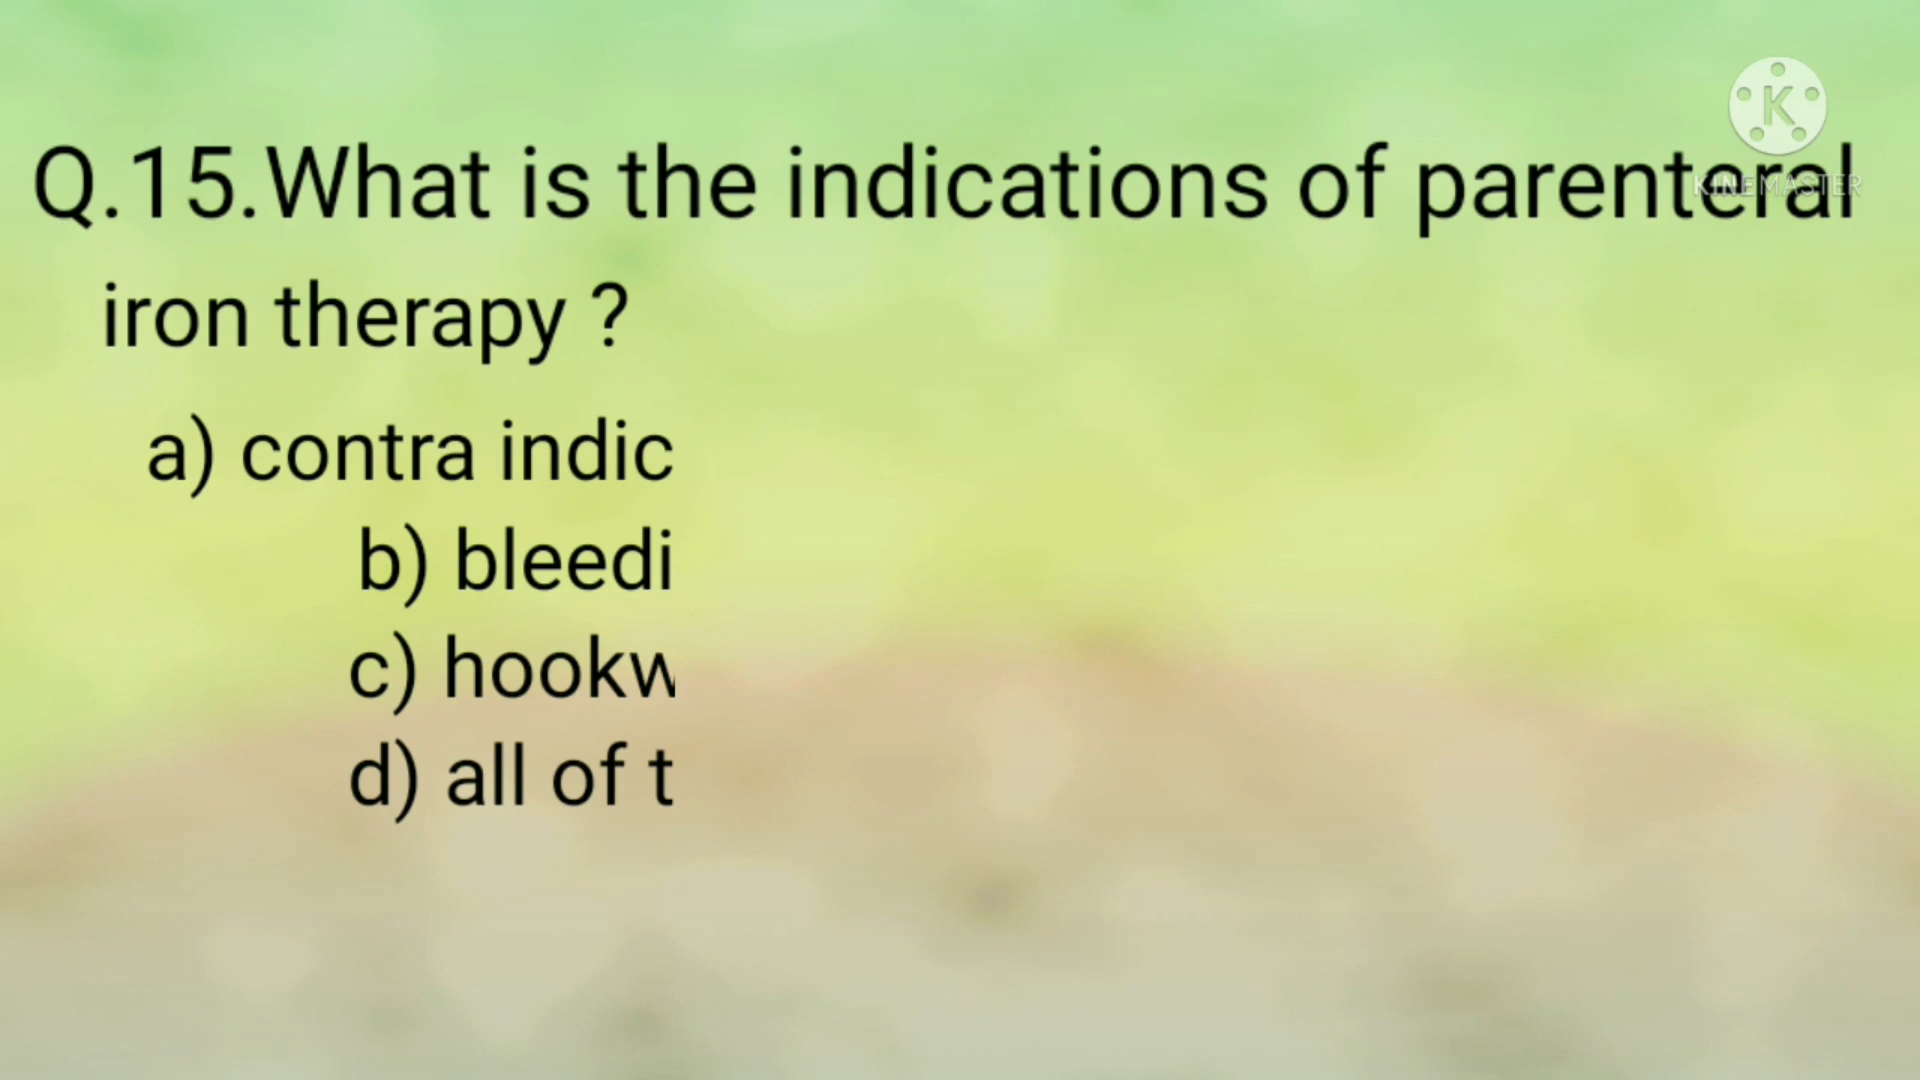 Q.15.What is the indications of parenteral
iron therapy ?
a) contra indic
b) bleedi
c) hookw
d) all of t
K
KINEMASTER